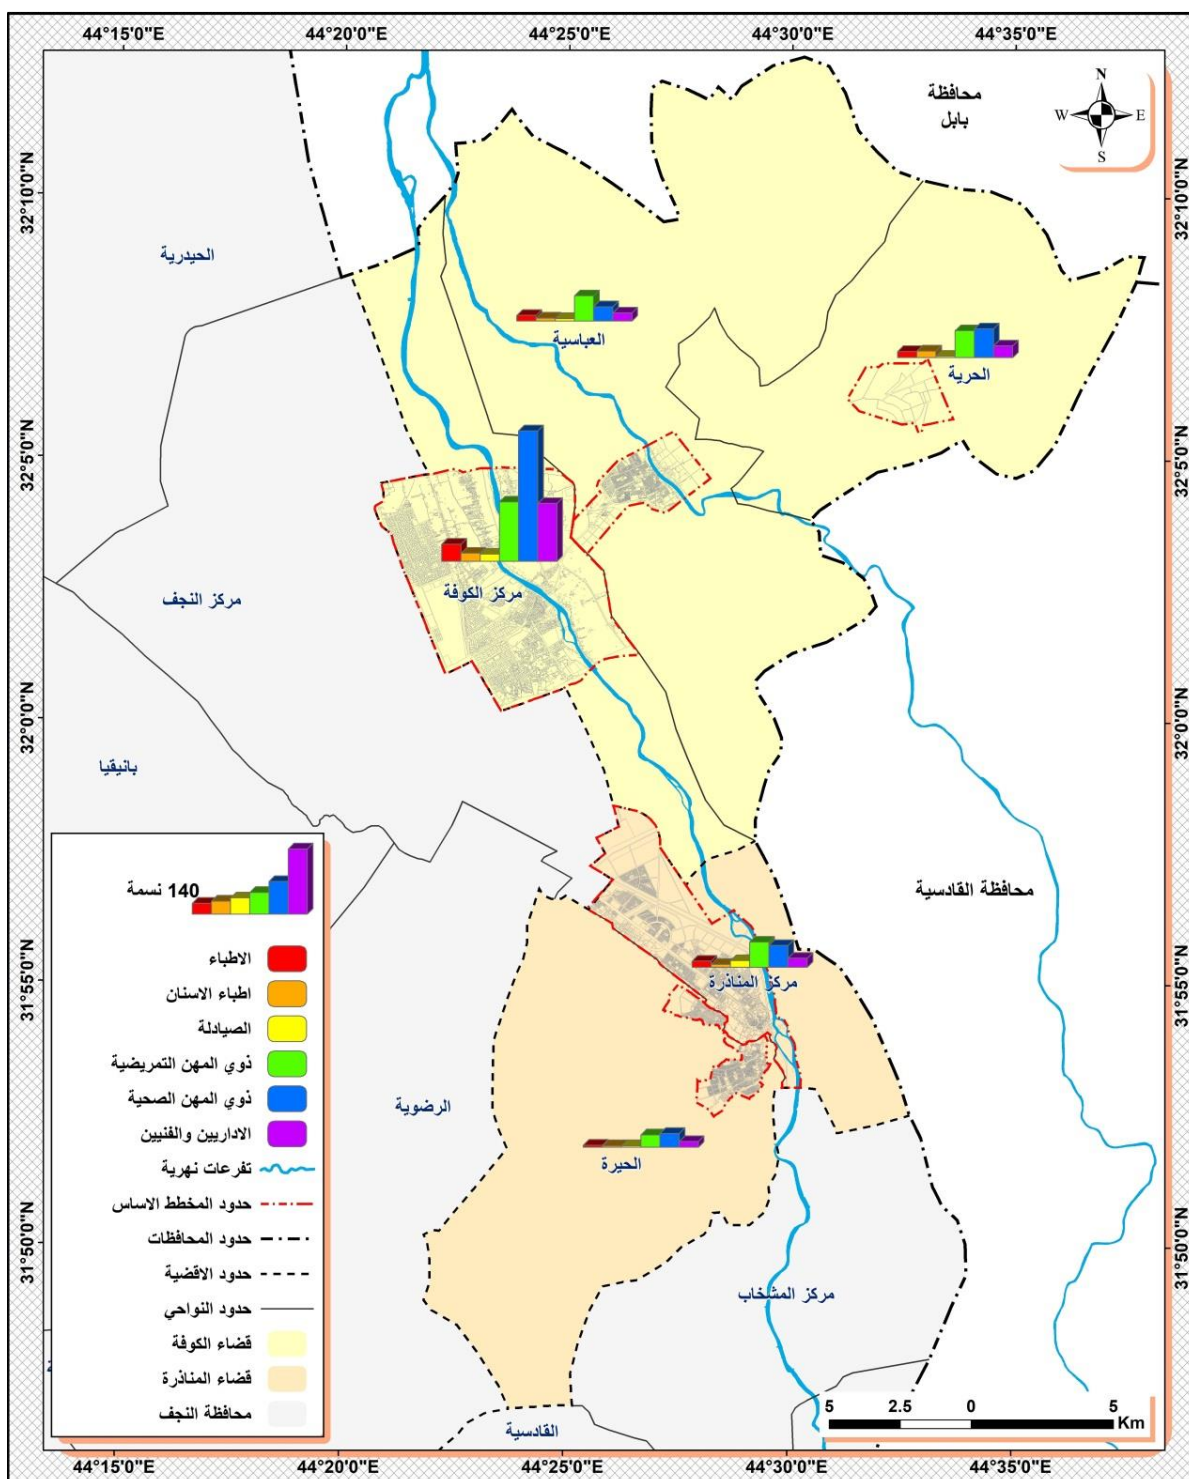 44°15'0"E 44°20'0"E 44°25'0"E 44°30'0"E 44°35'0"E
محافظة
بابل
N
W E
S
32°10'0"N 32°10'0"N
الحيدرية
العباسية
الحرية
32°5'0"N 32°5'0"N
مركز الكوفة
مركز النجف
32°0'0"N 32°0'0"N
بانيقيا
محافظة القادسية
140 نسمة
الاطباء
اطباء الاسنان
الصيادلة
ذوي المهن التمريضية
ذوي المهن الصحية
الاداريين والفنيين
تفرعات نهرية
حدود المخطط الاساس
حدود المحافظات
حدود الاقضية
حدود النواحي
قضاء الكوفة
قضاء المناذرة
محافظة النجف
مركز المناذرة
31°55'0"N 31°55'0"N
الرضوية
الحيرة
31°50'0"N 31°50'0"N
مركز المشخاب
القادسية
5 2.5 0 5
Km
44°15'0"E 44°20'0"E 44°25'0"E 44°30'0"E 44°35'0"E